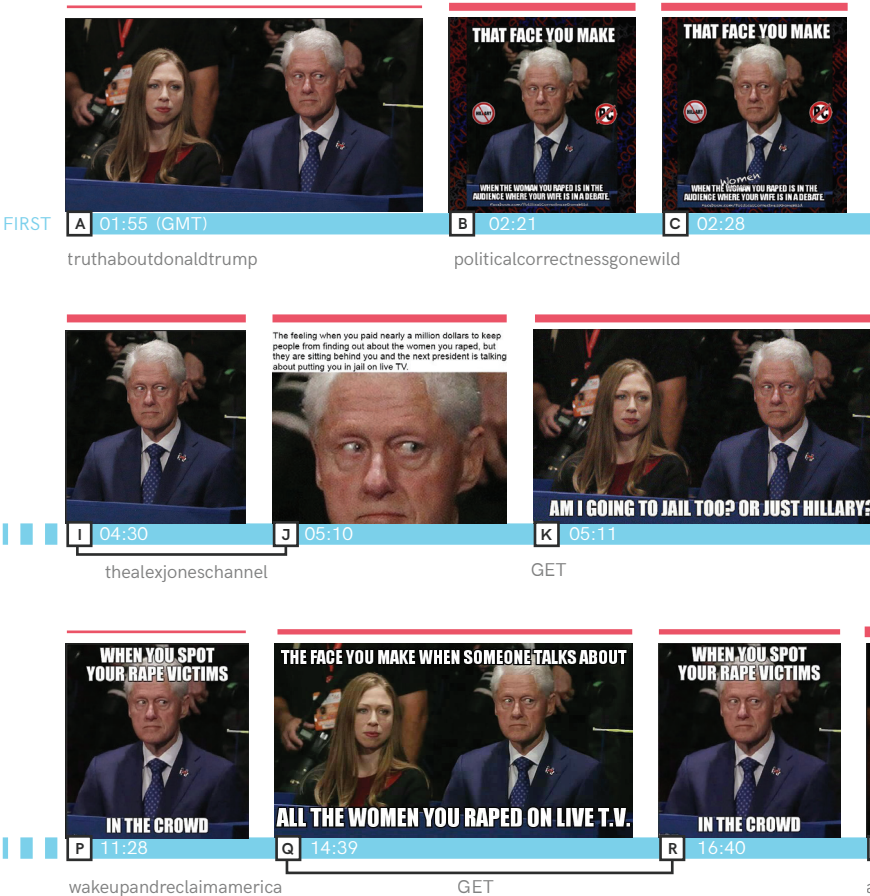 THAT FACE YOU MAKE
HILLARY
PC
WHEN THE WOMAN YOU RAPED IS IN THE
AUDIENCE WHERE YOUR WIFE IS IN A DEBATE.
THAT FACE YOU MAKE
HILLARY
PC
Women
WHEN THE WOMAN YOU RAPED IS IN THE
AUDIENCE WHERE YOUR WIFE IS IN A DEBATE.
FIRST
A 01:55 (GMT)
B 02:21
C 02:28
truthaboutdonaldtrump
politicalcorrectnessgonewild
The feeling when you paid nearly a million dollars to keep
people from finding out about the women you raped, but
they are sitting behind you and the next president is talking
about putting you in jail on live TV.
AM I GOING TO JAIL TOO? OR JUST HILLARY?
I 04:30
J 05:10
K 05:11
thealexjoneschannel
GET
WHEN YOU SPOT
YOUR RAPE VICTIMS
IN THE CROWD
THE FACE YOU MAKE WHEN SOMEONE TALKS ABOUT
ALL THE WOMEN YOU RAPED ON LIVE T.V.
WHEN YOU SPOT
YOUR RAPE VICTIMS
IN THE CROWD
P 11:28
Q 14:39
R 16:40
wakeupandreclaimamerica
GET